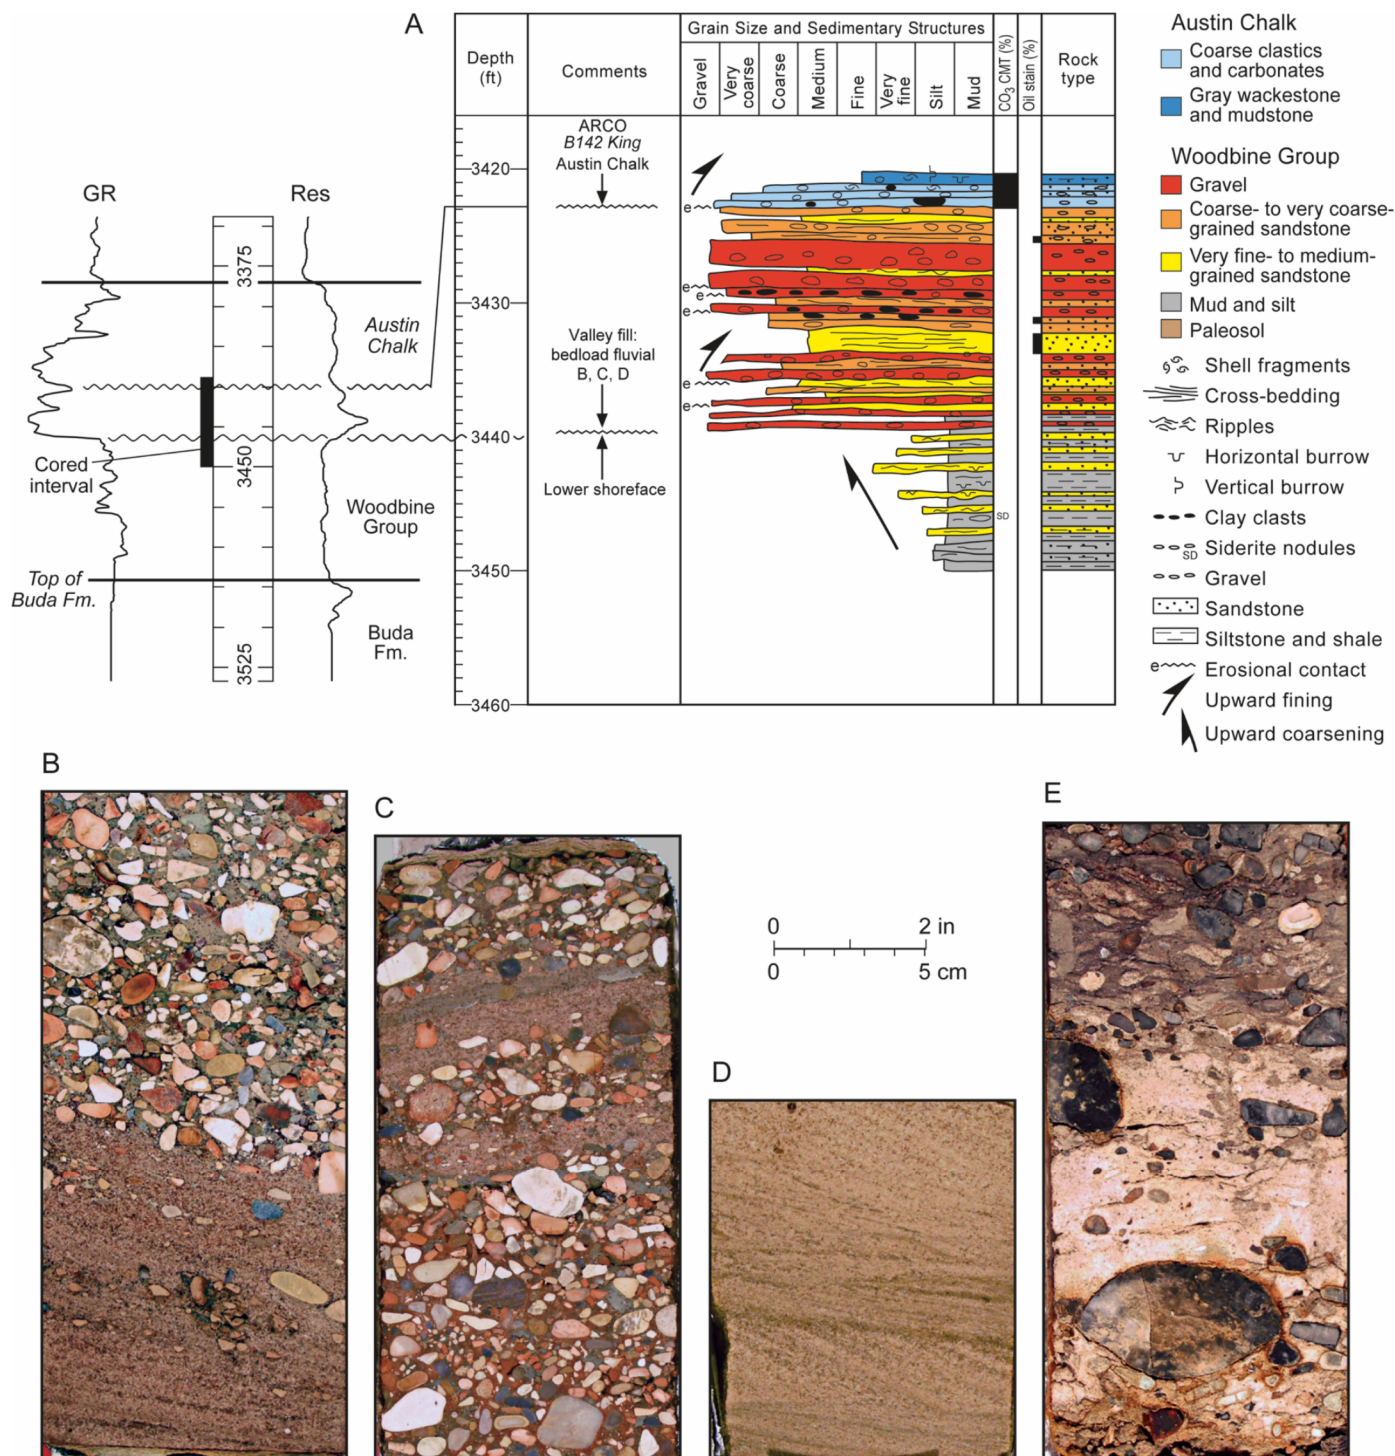 A
Depth
(ft)
Comments
Grain Size and Sedimentary Structures
Gravel
Very
coarse
Coarse
Medium
Fine
Very
fine
Silt
Mud
CO₃ CMT (%)
Oil stain (%)
Rock
type
3420
3430
3440
3450
3460
ARCO
B142 King
Austin Chalk
Valley fill:
bedload fluvial
B, C, D
Lower shoreface
e
e
e
e
e
e
SD
GR
Res
3375
3450
3525
Austin
Chalk
Cored
interval
Woodbine
Group
Top of
Buda Fm.
Buda
Fm.
Austin Chalk
Coarse clastics
and carbonates
Gray wackestone
and mudstone
Woodbine Group
Gravel
Coarse- to very coarse-
grained sandstone
Very fine- to medium-
grained sandstone
Mud and silt
Paleosol
Shell fragments
Cross-bedding
Ripples
Horizontal burrow
Vertical burrow
Clay clasts
SD
Siderite nodules
Gravel
Sandstone
Siltstone and shale
e
Erosional contact
Upward fining
Upward coarsening
B
C
0 2 in
0 5 cm
D
E